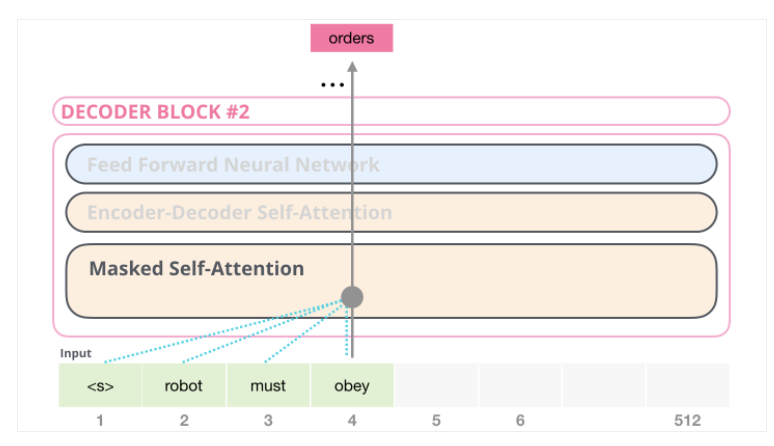 orders
...
DECODER BLOCK #2
Feed Forward Neural Network
Encoder-Decoder Self-Attention
Masked Self-Attention
Input
<s> robot must obey
1 2 3 4 5 6 512